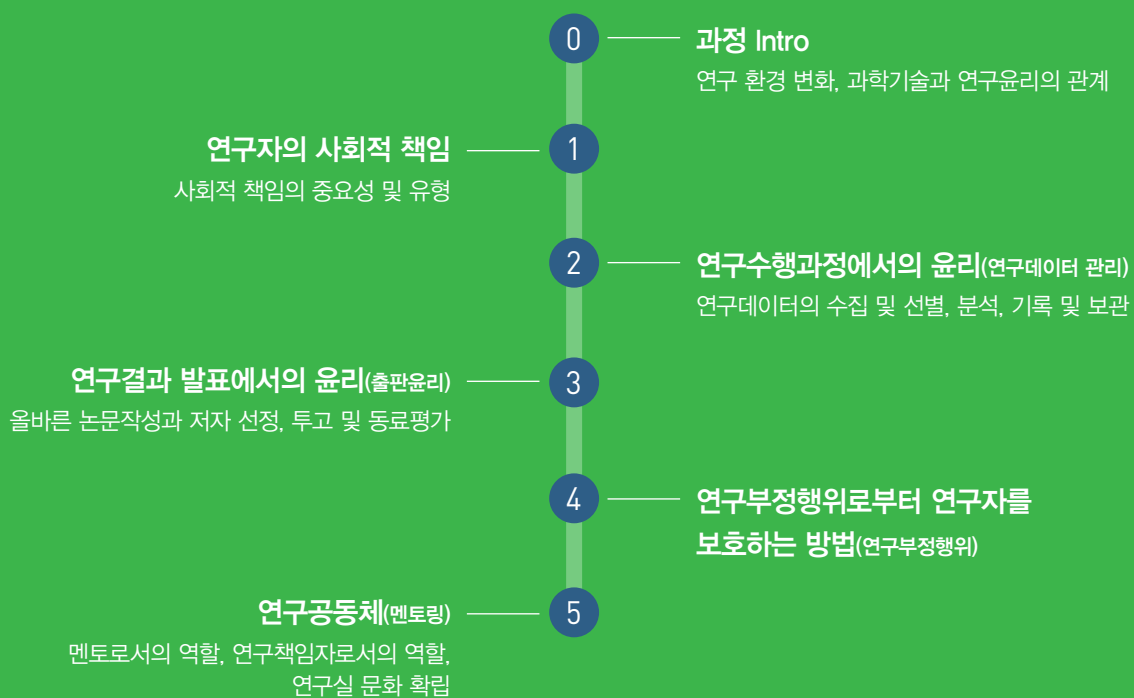 0
과정 Intro
연구 환경 변화, 과학기술과 연구윤리의 관계
1
연구자의 사회적 책임
사회적 책임의 중요성 및 유형
2
연구수행과정에서의 윤리(연구데이터 관리)
연구데이터의 수집 및 선별, 분석, 기록 및 보관
3
연구결과 발표에서의 윤리(출판윤리)
올바른 논문작성과 저자 선정, 투고 및 동료평가
4
연구부정행위로부터 연구자를
보호하는 방법(연구부정행위)
5
연구공동체(멘토링)
멘토로서의 역할, 연구책임자로서의 역할,
연구실 문화 확립